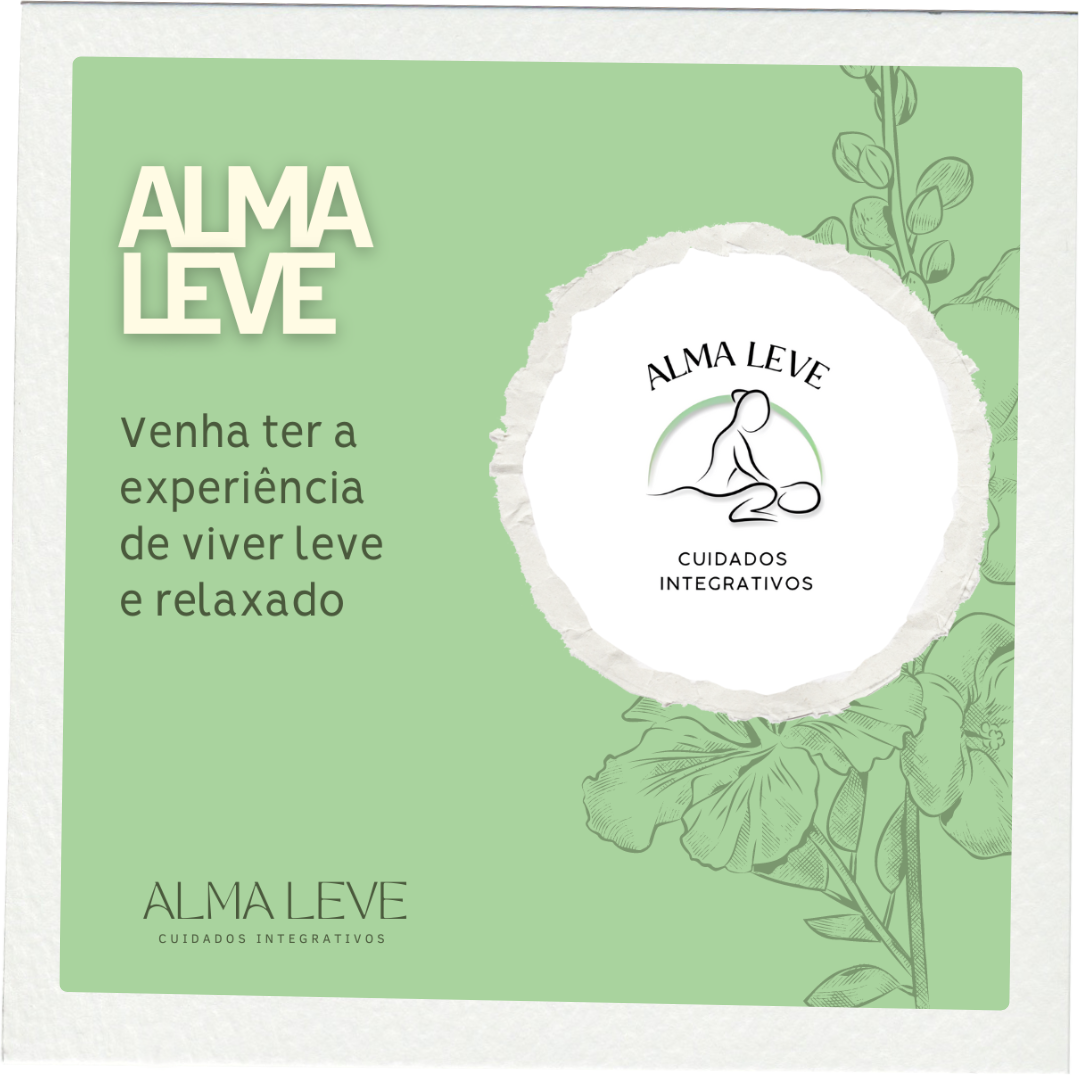 ALMA
LEVE
Venha ter a
experiência
de viver leve
e relaxado
ALMA LEVE
CUIDADOS
INTEGRATIVOS
ALMA LEVE
CUIDADOS INTEGRATIVOS